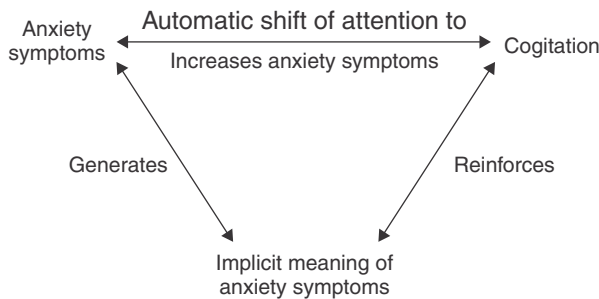 Automatic shift of attention to
Anxiety
symptoms
Increases anxiety symptoms
Cogitation
Generates
Reinforces
Implicit meaning of
anxiety symptoms